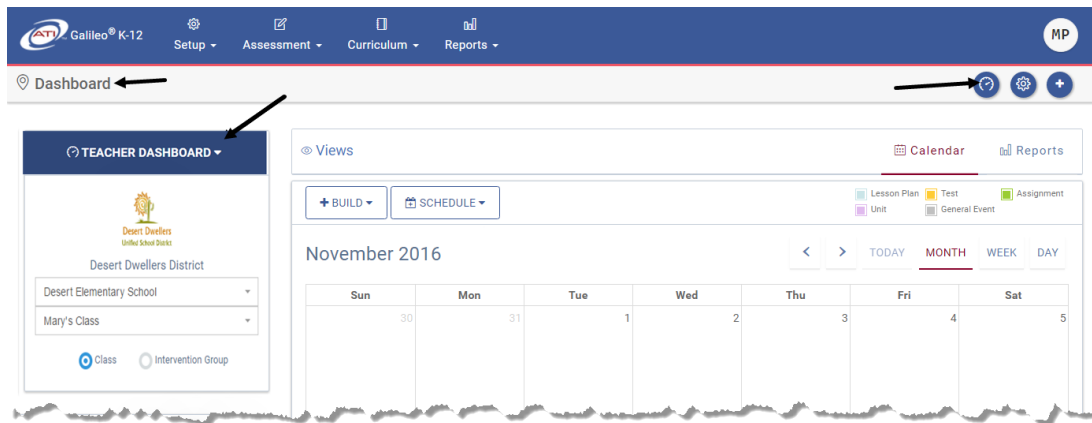 ATI Galileo® K-12
Setup
Assessment
Curriculum
Reports
MP
Dashboard
TEACHER DASHBOARD
Desert Dwellers
Unified School District
Desert Dwellers District
Desert Elementary School
Mary's Class
Class Intervention Group
Views
Calendar
Reports
+ BUILD
SCHEDULE
Lesson Plan Test Assignment
Unit General Event
November 2016
< > TODAY MONTH WEEK DAY
Sun Mon Tue Wed Thu Fri Sat
30 31 1 2 3 4 5